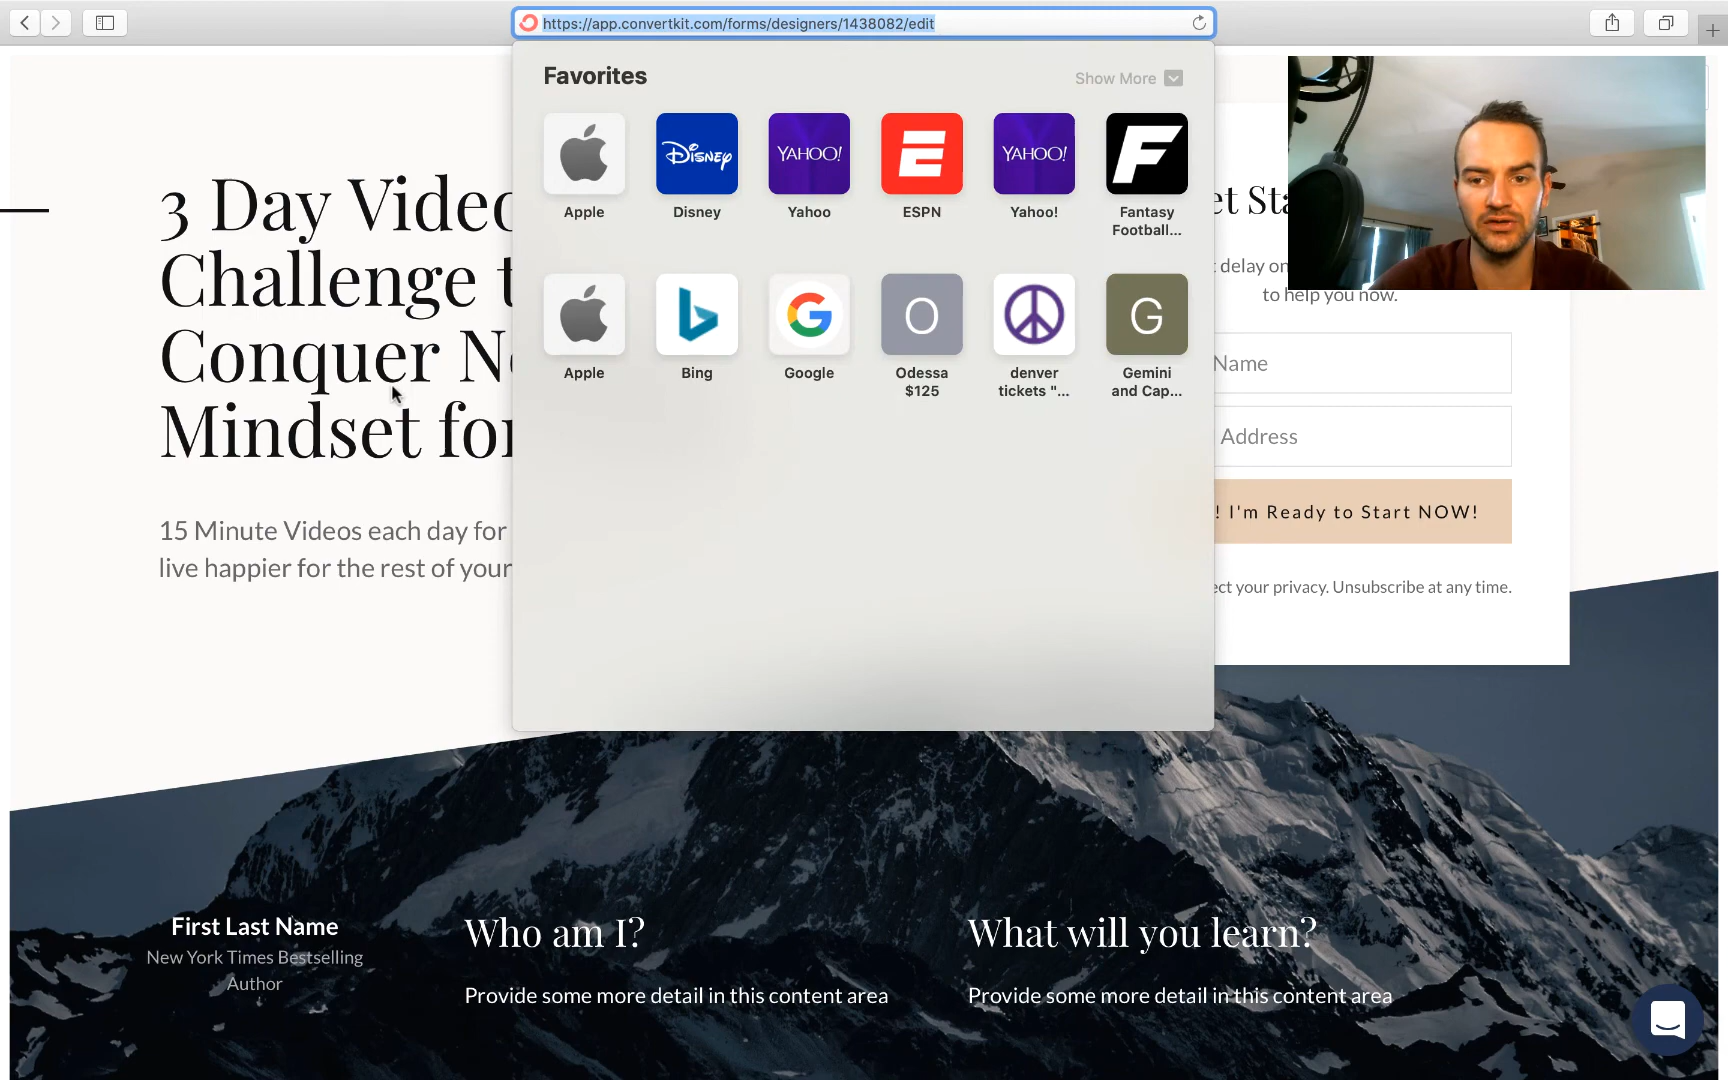 https://app.convertkit.com/forms/designers/1438082/edit
Favorites
Show More
Disney
YAHOO!
E
YAHOO!
F
Apple
Disney
Yahoo
ESPN
Yahoo!
Fantasy
Football...
G
O
G
Apple
Bing
Google
Odessa
$125
denver
tickets "...
Gemini
and Cap...
3 Day Video
Challenge t
Conquer N
Mindset for
15 Minute Videos each day for
live happier for the rest of your
et Sta
delay on
to help you now.
Name
Address
! I'm Ready to Start NOW!
ect your privacy. Unsubscribe at any time.
First Last Name
New York Times Bestselling
Author
Who am I?
Provide some more detail in this content area
What will you learn?
Provide some more detail in this content area